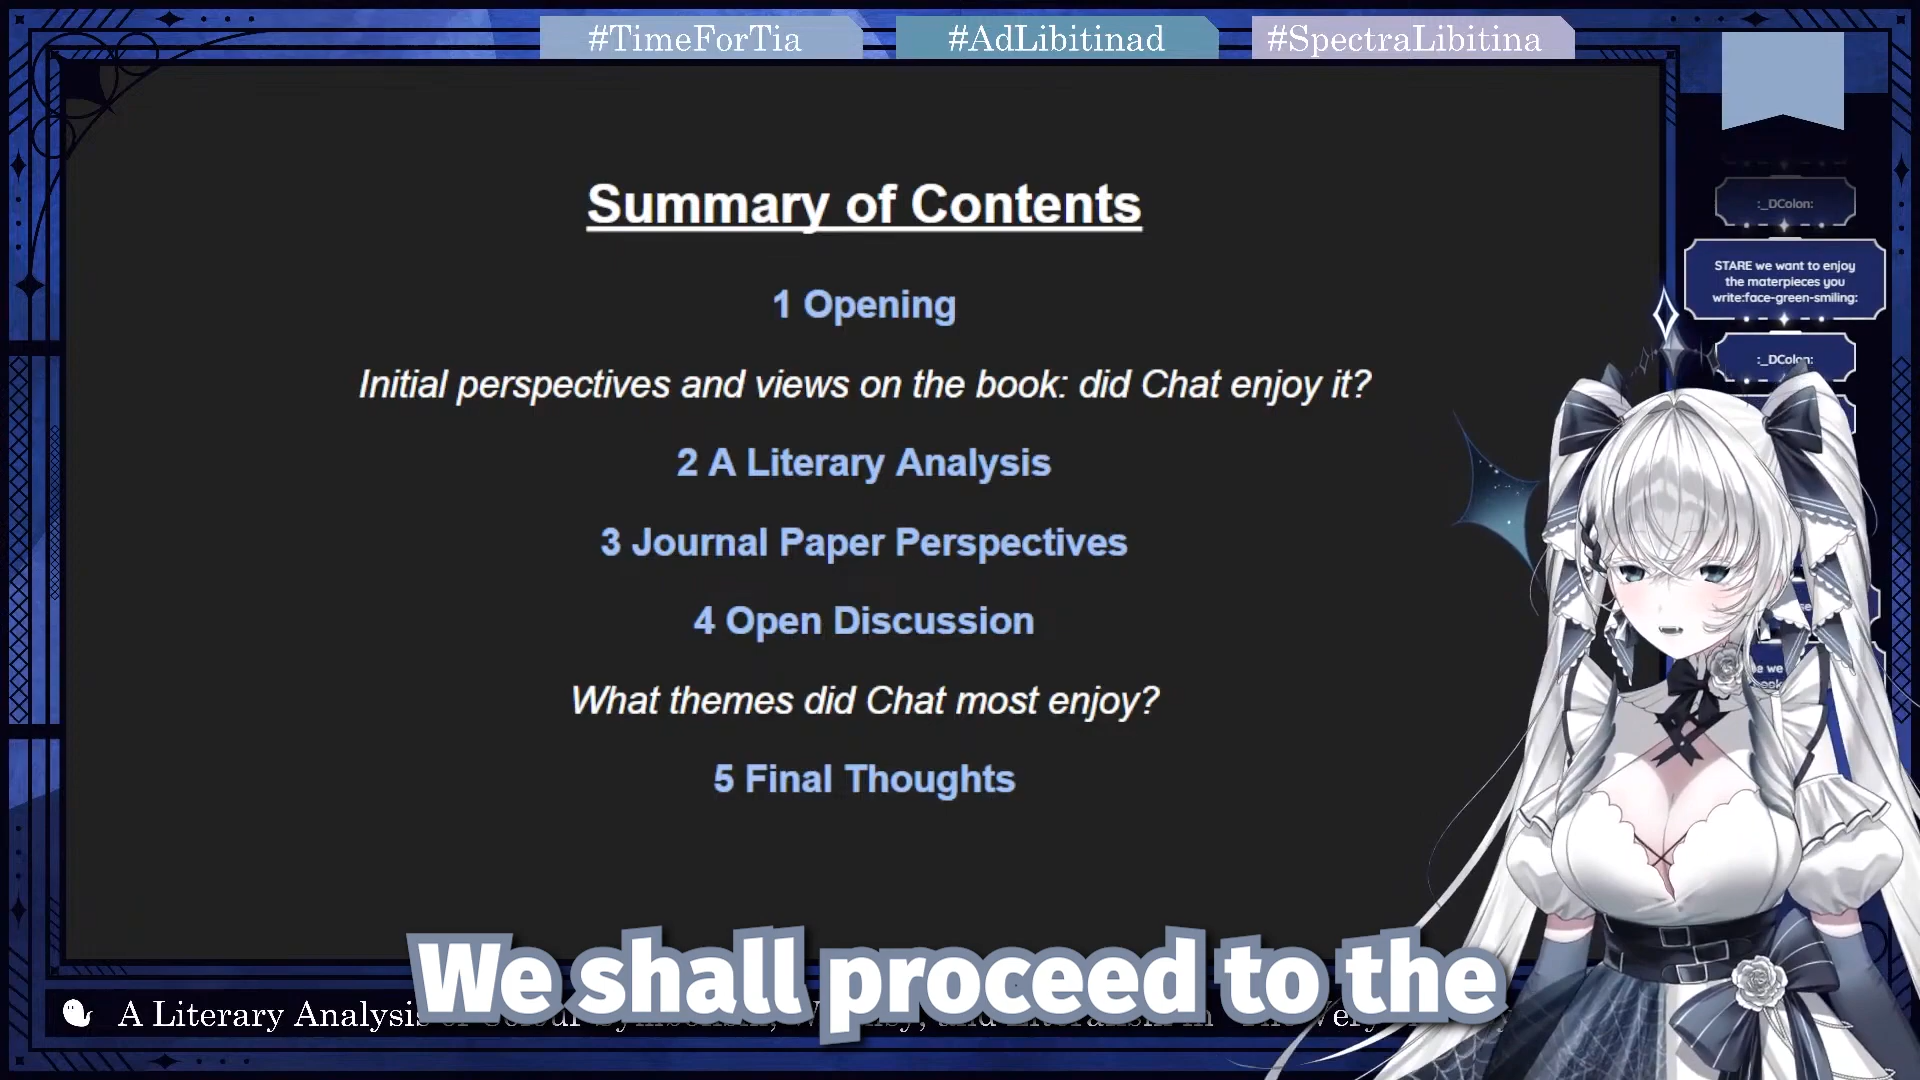 #TimeForTia
#AdLibitinad
#SpectraLibitina
Summary of Contents
1 Opening
Initial perspectives and views on the book: did Chat enjoy it?
2 A Literary Analysis
3 Journal Paper Perspectives
4 Open Discussion
What themes did Chat most enjoy?
5 Final Thoughts
:_DColon:
STARE we want to enjoy
the materpieces you
write:face-green-smiling:
:_DColon:
We shall proceed to the
A Literary Analysis